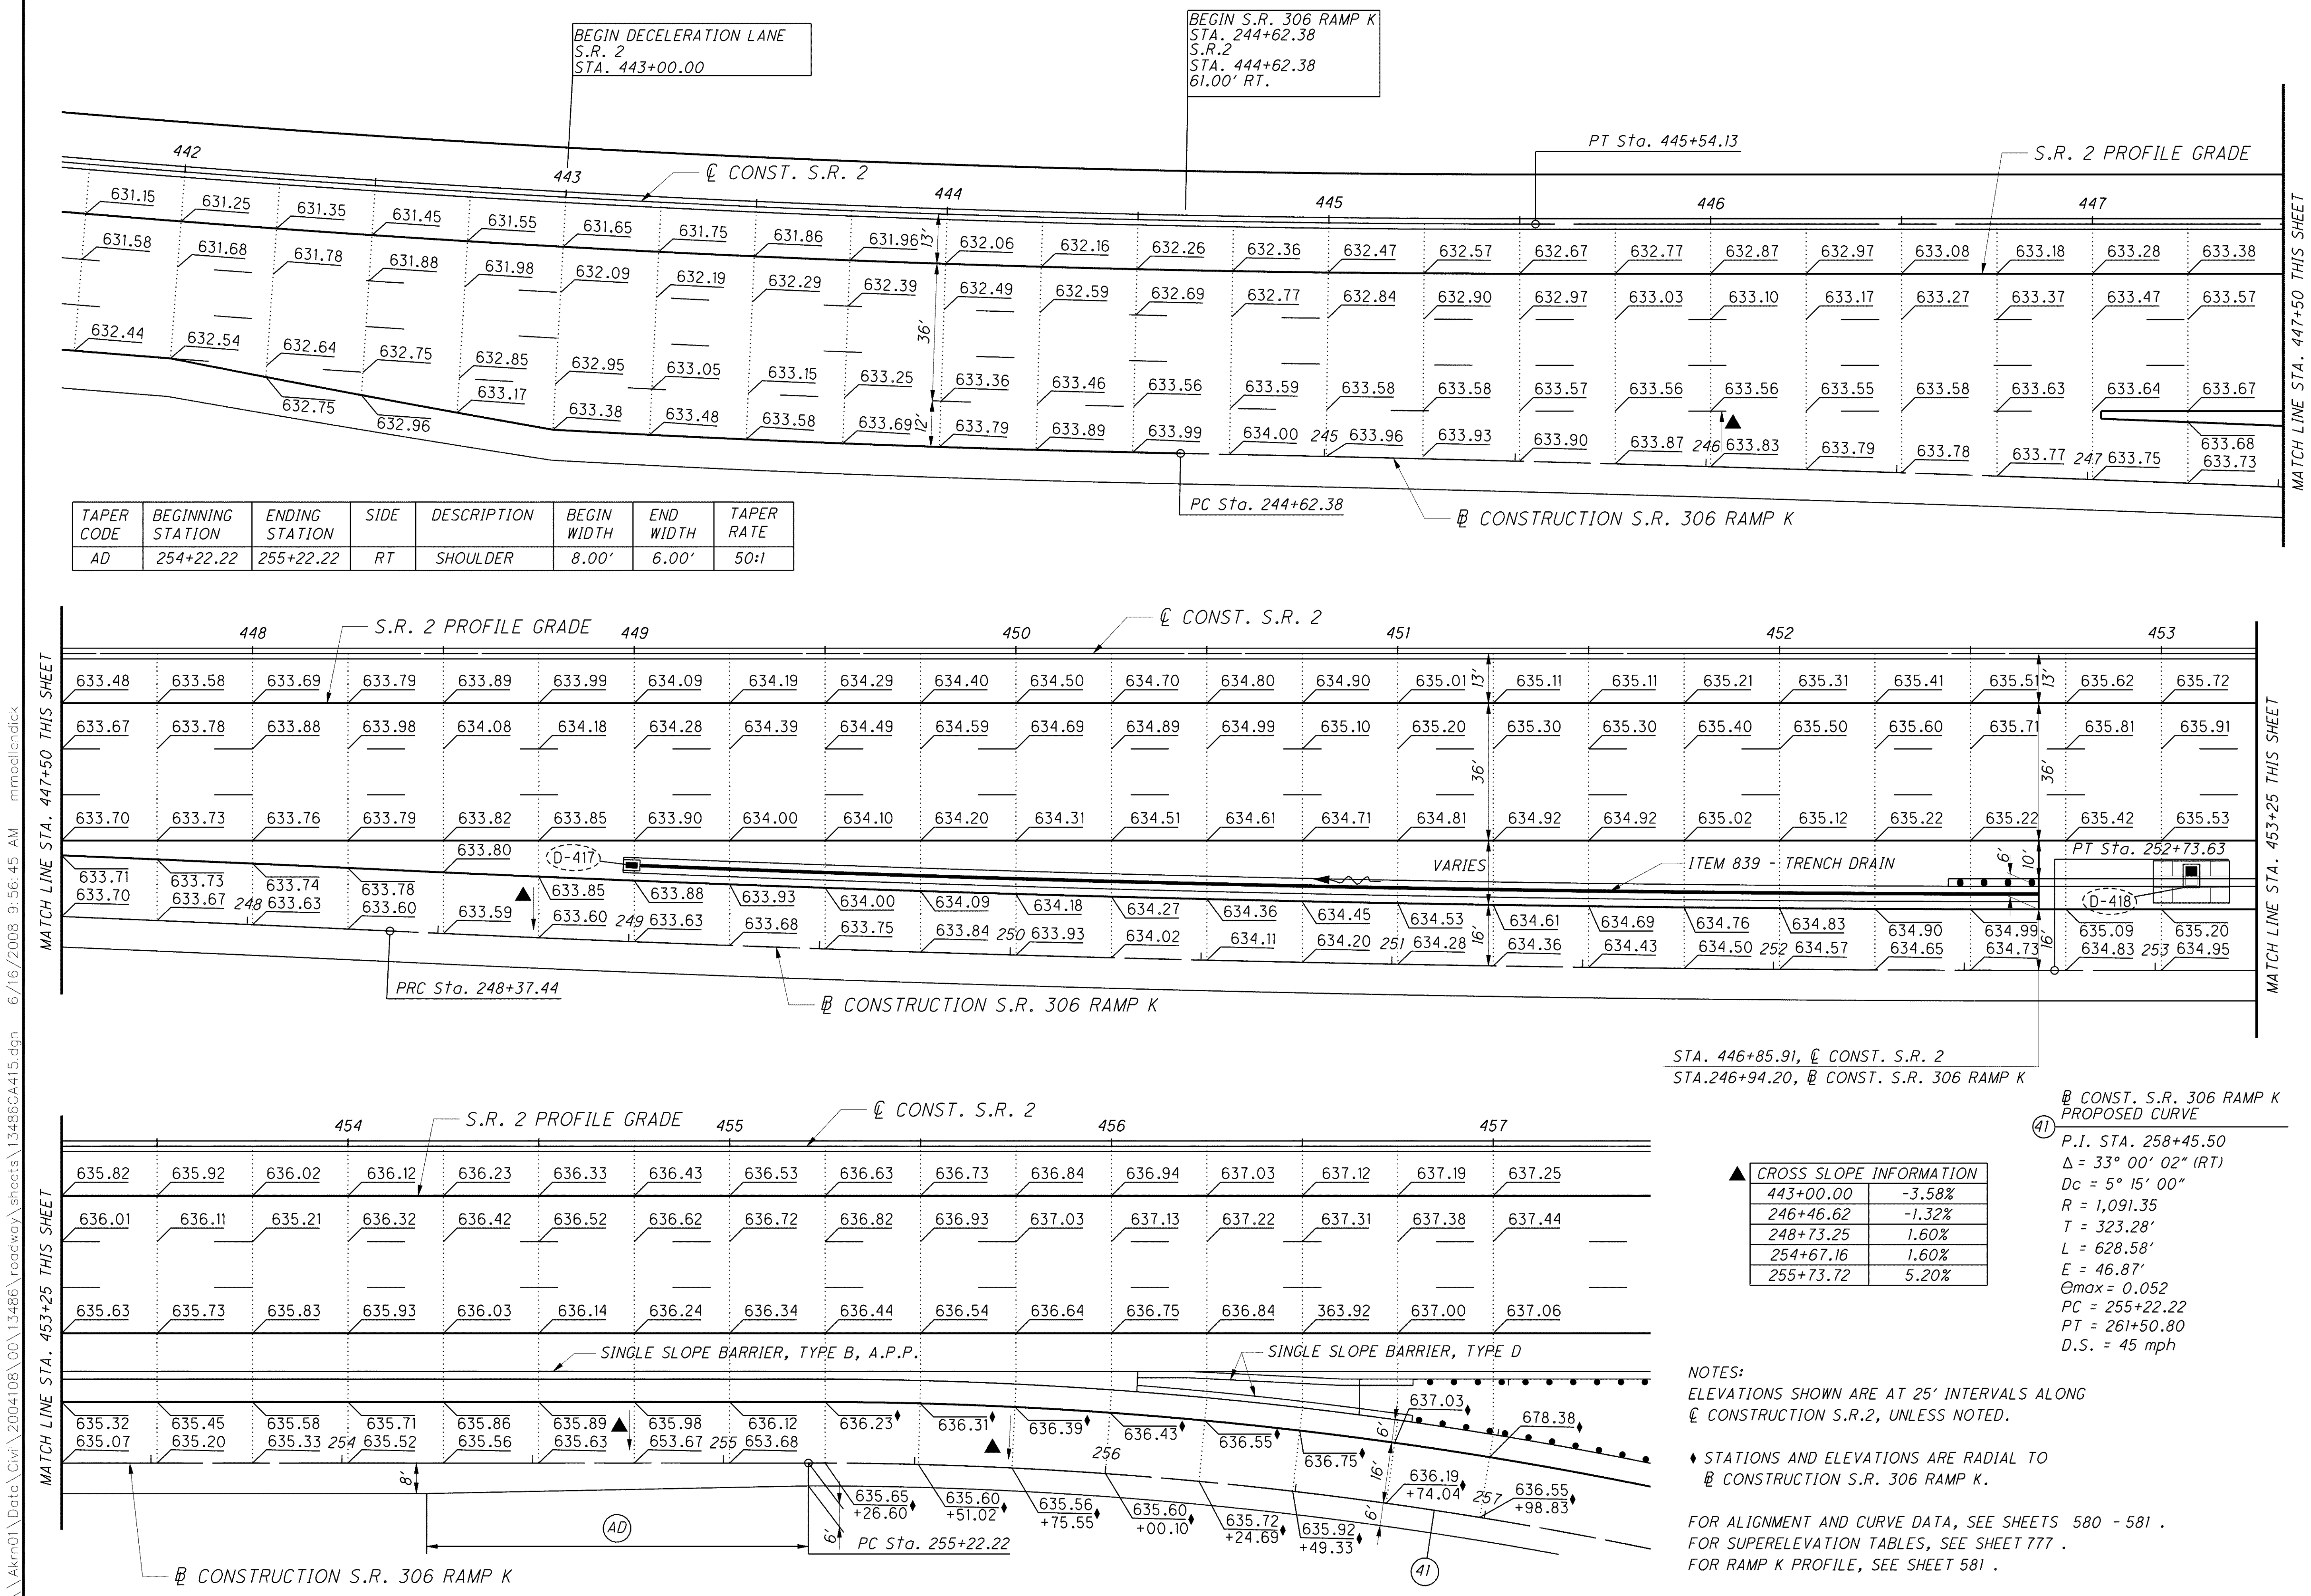 BEGIN DECELERATION LANE
S.R. 2
STA. 443+00.00
BEGIN S.R. 306 RAMP K
STA. 244+62.38
S.R.2
STA. 444+62.38
61.00' RT.
PT Sta. 445+54.13
S.R. 2 PROFILE GRADE
℄ CONST. S.R. 2
442 443 444 445 446 447
631.15 631.25 631.35 631.45 631.55 631.65 631.75 631.86 631.96 13' 632.06 632.16 632.26 632.36 632.47 632.57 632.67 632.77 632.87 632.97 633.08 633.18 633.28 633.38
631.58 631.68 631.78 631.88 631.98 632.09 632.19 632.29 632.39 632.49 632.59 632.69 632.77 632.84 632.90 632.97 633.03 633.10 633.17 633.27 633.37 633.47 633.57
36'
632.44 632.54 632.64 632.75 632.85 632.95 633.05 633.15 633.25 633.36 633.46 633.56 633.59 633.58 633.58 633.57 633.56 633.56 633.55 633.58 633.63 633.64 633.67
632.75 632.96 633.17 633.38 633.48 633.58 633.69 12' 633.79 633.89 633.99 634.00 245 633.96 633.93 633.90 633.87 246 633.83 633.79 633.78 633.77 247 633.75 633.68
633.73
MATCH LINE STA. 447+50 THIS SHEET
PC Sta. 244+62.38
BL CONSTRUCTION S.R. 306 RAMP K
TAPER CODE BEGINNING STATION ENDING STATION SIDE DESCRIPTION BEGIN WIDTH END WIDTH TAPER RATE
AD 254+22.22 255+22.22 RT SHOULDER 8.00' 6.00' 50:1
MATCH LINE STA. 447+50 THIS SHEET
S.R. 2 PROFILE GRADE
℄ CONST. S.R. 2
448 449 450 451 452 453
633.48 633.58 633.69 633.79 633.89 633.99 634.09 634.19 634.29 634.40 634.50 634.70 634.80 634.90 635.01 13' 635.11 635.11 635.21 635.31 635.41 635.51 13' 635.62 635.72
633.67 633.78 633.88 633.98 634.08 634.18 634.28 634.39 634.49 634.59 634.69 634.89 634.99 635.10 635.20 635.30 635.30 635.40 635.50 635.60 635.71 635.81 635.91
36' 36'
633.70 633.73 633.76 633.79 633.82 633.85 633.90 634.00 634.10 634.20 634.31 634.51 634.61 634.71 634.81 634.92 634.92 635.02 635.12 635.22 635.22 635.42 635.53
633.80
D-417
VARIES
ITEM 839 - TRENCH DRAIN
6' 10'
PT Sta. 252+73.63
D-418
633.71 633.73 633.74 633.78 633.85 633.88 633.93 634.00 634.09 634.18 634.27 634.36 634.45 634.53 634.61 634.69 634.76 634.83 634.90 634.99 635.09 635.20
633.70 633.67 248 633.63 633.60 633.59 633.60 249 633.63 633.68 633.75 633.84 250 633.93 634.02 634.11 634.20 251 634.28 16' 634.36 634.43 634.50 252 634.57 634.65 634.73 16' 634.83 253 634.95
PRC Sta. 248+37.44
BL CONSTRUCTION S.R. 306 RAMP K
MATCH LINE STA. 453+25 THIS SHEET
STA. 446+85.91, ℄ CONST. S.R. 2
STA.246+94.20, BL CONST. S.R. 306 RAMP K
MATCH LINE STA. 453+25 THIS SHEET
S.R. 2 PROFILE GRADE
℄ CONST. S.R. 2
454 455 456 457
635.82 635.92 636.02 636.12 636.23 636.33 636.43 636.53 636.63 636.73 636.84 636.94 637.03 637.12 637.19 637.25
636.01 636.11 635.21 636.32 636.42 636.52 636.62 636.72 636.82 636.93 637.03 637.13 637.22 637.31 637.38 637.44
635.63 635.73 635.83 635.93 636.03 636.14 636.24 636.34 636.44 636.54 636.64 636.75 636.84 363.92 637.00 637.06
SINGLE SLOPE BARRIER, TYPE B, A.P.P.
SINGLE SLOPE BARRIER, TYPE D
635.32 635.45 635.58 635.71 635.86 635.89 635.98 636.12 636.23♦ 636.31♦ 636.39♦ 636.43♦ 636.55♦ 636.75♦ 637.03♦ 678.38♦
635.07 635.20 635.33 254 635.52 635.56 635.63 653.67 255 653.68 256 257
8' 6' 6' 16' 6'
635.65 +26.60♦
635.60 +51.02♦
635.56 +75.55♦
635.60 +00.10♦
635.72 +24.69♦
635.92 +49.33♦
636.19 +74.04♦
636.55 +98.83♦
AD
PC Sta. 255+22.22
41
BL CONSTRUCTION S.R. 306 RAMP K
▲ CROSS SLOPE INFORMATION
443+00.00 -3.58%
246+46.62 -1.32%
248+73.25 1.60%
254+67.16 1.60%
255+73.72 5.20%
BL CONST. S.R. 306 RAMP K
PROPOSED CURVE
41
P.I. STA. 258+45.50
Δ = 33° 00' 02" (RT)
Dc = 5° 15' 00"
R = 1,091.35
T = 323.28'
L = 628.58'
E = 46.87'
emax = 0.052
PC = 255+22.22
PT = 261+50.80
D.S. = 45 mph
NOTES:
ELEVATIONS SHOWN ARE AT 25' INTERVALS ALONG
℄ CONSTRUCTION S.R.2, UNLESS NOTED.
♦ STATIONS AND ELEVATIONS ARE RADIAL TO
BL CONSTRUCTION S.R. 306 RAMP K.
FOR ALIGNMENT AND CURVE DATA, SEE SHEETS 580 - 581 .
FOR SUPERELEVATION TABLES, SEE SHEET 777 .
FOR RAMP K PROFILE, SEE SHEET 581 .
\\Akrn01\Data\Civil\2004108\00\13486\roadway\sheets\13486GA415.dgn 6/16/2008 9:56:45 AM mmoellendick